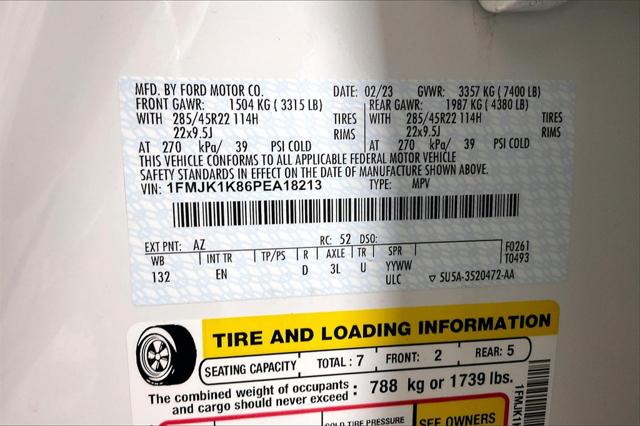 MFD. BY FORD MOTOR CO. DATE: 02/23 GVWR: 3357 KG ( 7400 LB)
FRONT GAWR: 1504 KG ( 3315 LB) REAR GAWR: 1987 KG ( 4380 LB)
WITH 285/45R22 114H TIRES WITH 285/45R22 114H TIRES
22x9.5J RIMS 22x9.5J RIMS
AT 270 kPa/ 39 PSI COLD AT 270 kPa/ 39 PSI COLD
THIS VEHICLE CONFORMS TO ALL APPLICABLE FEDERAL MOTOR VEHICLE
SAFETY STANDARDS IN EFFECT ON THE DATE OF MANUFACTURE SHOWN ABOVE.
VIN: 1FMJK1K86PEA18213 TYPE: MPV
EXT PNT: AZ RC: 52 DSO: F0261
WB INT TR TP/PS R AXLE TR SPR T0493
132 EN D 3L U YYWW
ULC ▽ 5U5A-3520472-AA
TIRE AND LOADING INFORMATION
SEATING CAPACITY TOTAL : 7 FRONT: 2 REAR: 5
The combined weight of occupants
and cargo should never exceed : 788 kg or 1739 lbs.
TIRE PRESSURE
SEE OWNERS
1FMJK1